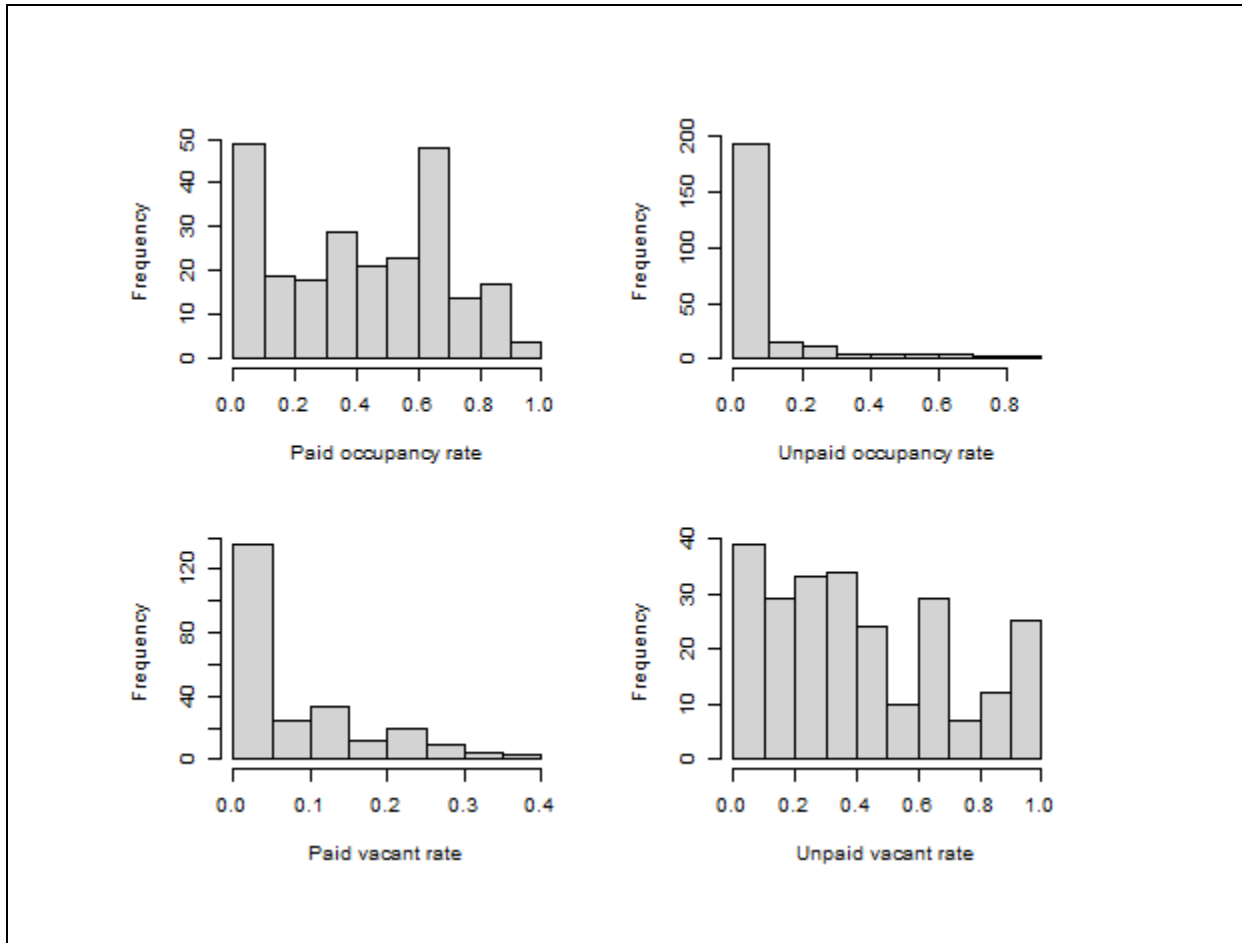 Frequency
50
40
30
20
10
0
0.0 0.2 0.4 0.6 0.8 1.0
Paid occupancy rate
Frequency
200
150
100
50
0
0.0 0.2 0.4 0.6 0.8
Unpaid occupancy rate
Frequency
120
80
40
0
0.0 0.1 0.2 0.3 0.4
Paid vacant rate
Frequency
40
30
20
10
0
0.0 0.2 0.4 0.6 0.8 1.0
Unpaid vacant rate